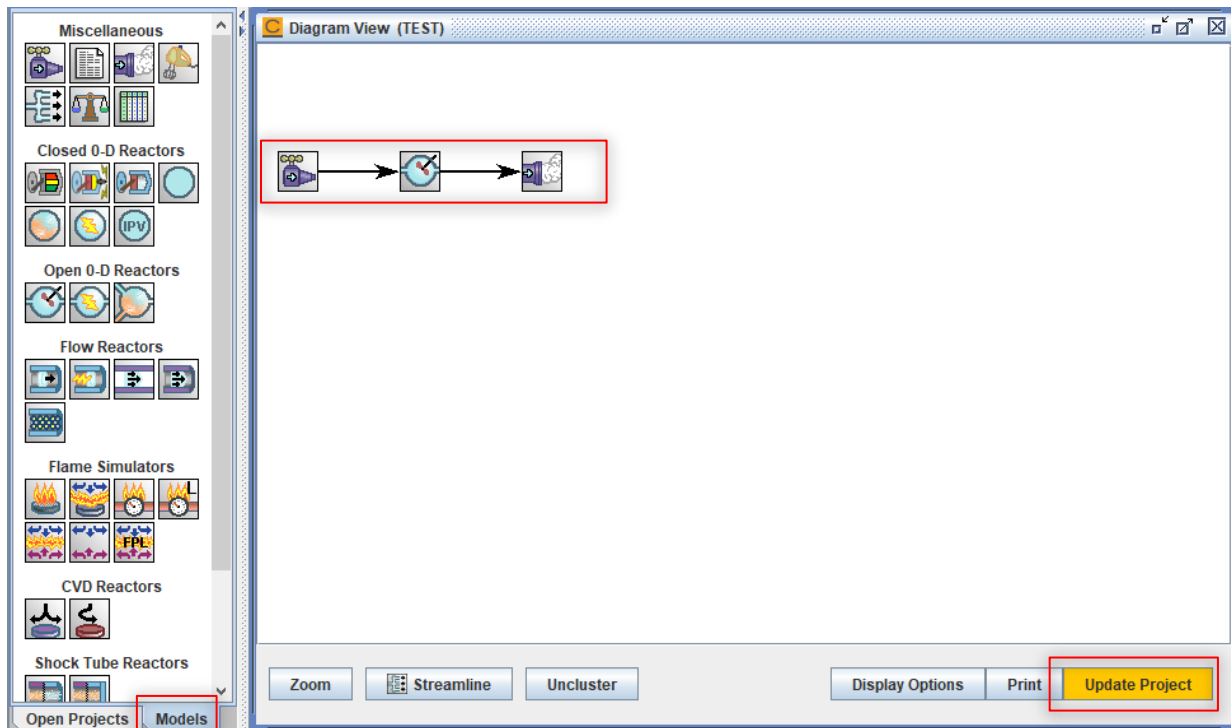 Miscellaneous
Closed 0-D Reactors
IPV
Open 0-D Reactors
Flow Reactors
Flame Simulators
L
FPL
CVD Reactors
Shock Tube Reactors
Open Projects
Models
C Diagram View (TEST)
Zoom
Streamline
Uncluster
Display Options
Print
Update Project